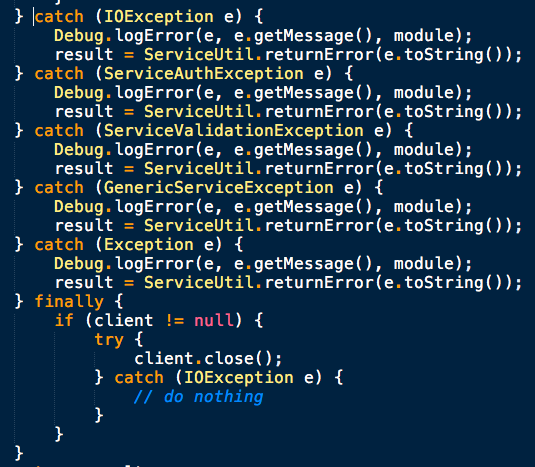 } catch (IOException e) {
    Debug.logError(e, e.getMessage(), module);
    result = ServiceUtil.returnError(e.toString());
} catch (ServiceAuthException e) {
    Debug.logError(e, e.getMessage(), module);
    result = ServiceUtil.returnError(e.toString());
} catch (ServiceValidationException e) {
    Debug.logError(e, e.getMessage(), module);
    result = ServiceUtil.returnError(e.toString());
} catch (GenericServiceException e) {
    Debug.logError(e, e.getMessage(), module);
    result = ServiceUtil.returnError(e.toString());
} catch (Exception e) {
    Debug.logError(e, e.getMessage(), module);
    result = ServiceUtil.returnError(e.toString());
} finally {
    if (client != null) {
        try {
            client.close();
        } catch (IOException e) {
            // do nothing
        }
    }
}